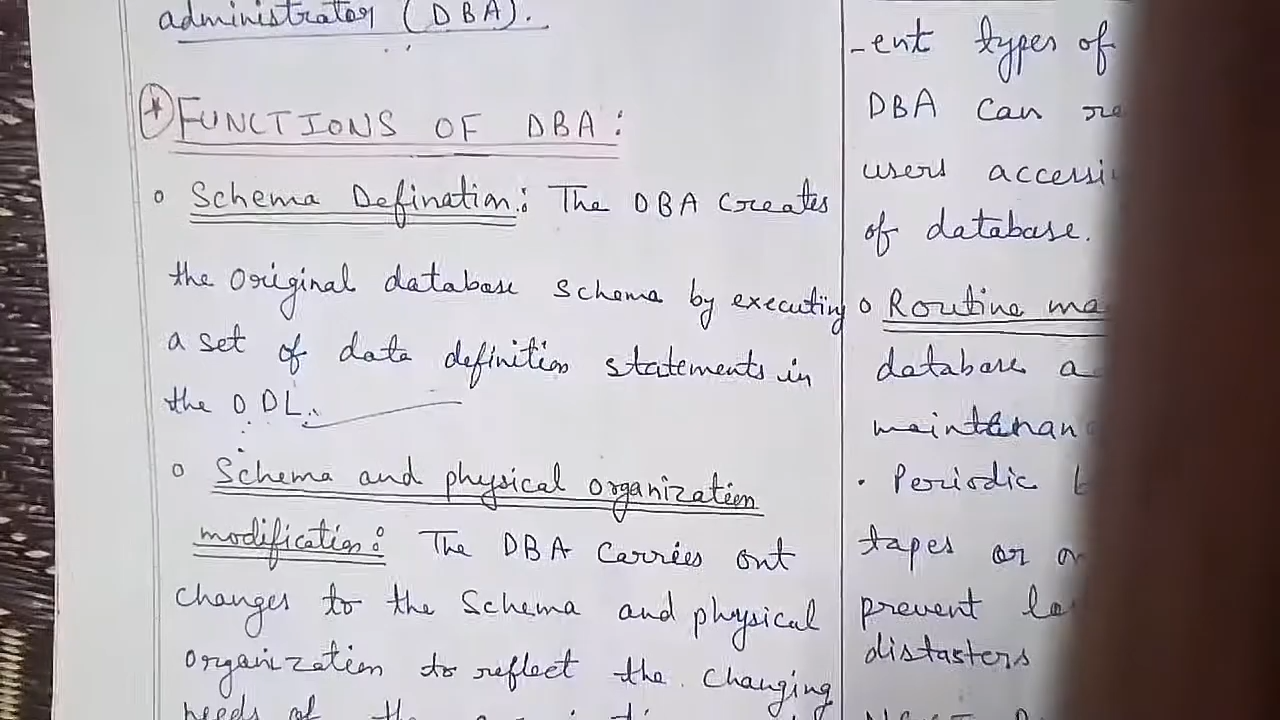 administrator (DBA).
FUNCTIONS OF DBA:
Schema Defination: The DBA creates
the original database schema by executing
a set of data definition statements in
the DDL.
Schema and physical organization
modification: The DBA carries out
changes to the schema and physical
organization to reflect the changing
needs of the
-ent types of
DBA can
users
of database.
Routine
database
maintenan
• Periodic
tapes or
prevent
distasters